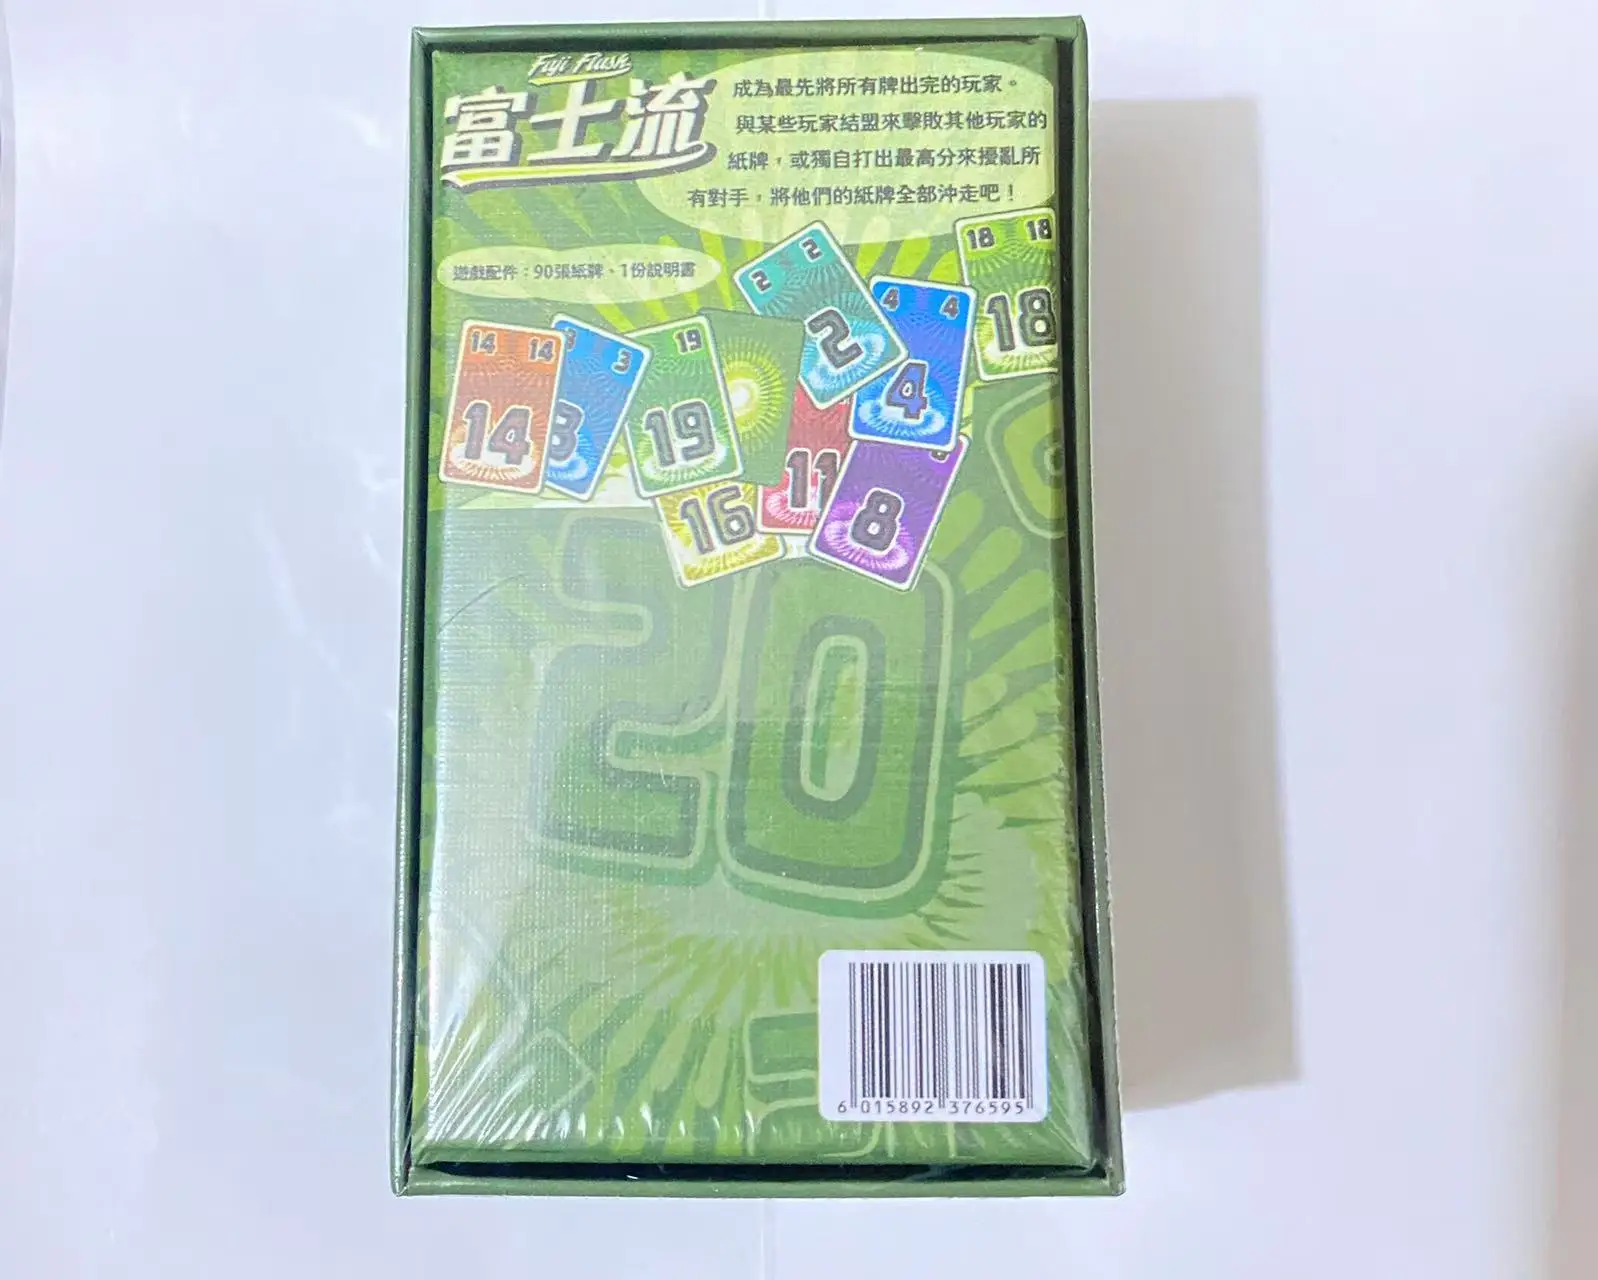 Fuji Flush
富士流
成為最先將所有牌出完的玩家。
與某些玩家結盟來擊敗其他玩家的
紙牌，或獨自打出最高分來擾亂所
有對手，將他們的紙牌全部沖走吧！
遊戲配件：90張紙牌、1份說明書
2 2
2
18 18
18
4 4
4
14 14
14
3
3
19
19
16
11
8
20
6 015892 376595